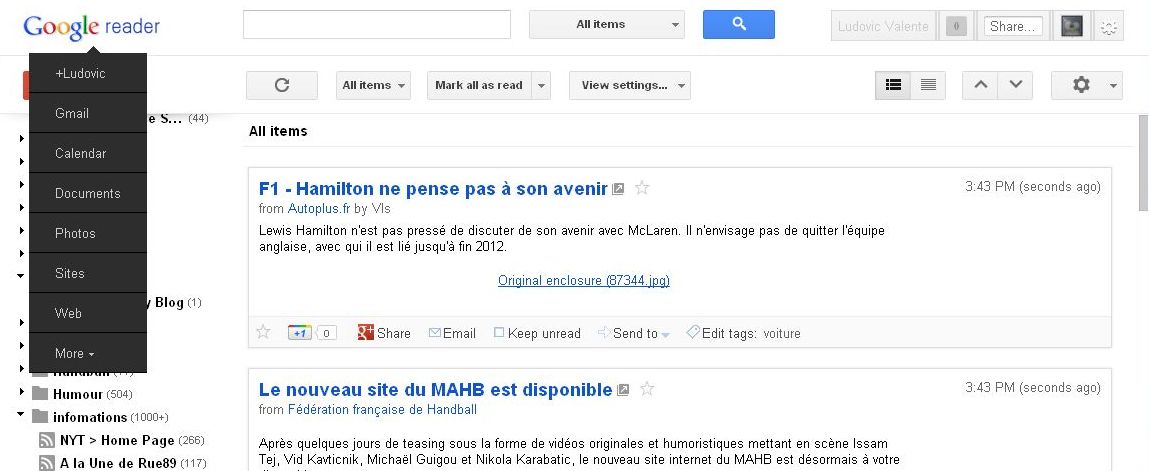 Google reader
All items
Ludovic Valente
0
Share...
+Ludovic
Gmail
Calendar
Documents
Photos
Sites
Web
More
All items
Mark all as read
View settings...
e S... (44)
y Blog (1)
Humour (504)
infomations (1000+)
NYT > Home Page (266)
A la Une de Rue89 (117)
All items
F1 - Hamilton ne pense pas à son avenir
3:43 PM (seconds ago)
from Autoplus.fr by Vls
Lewis Hamilton n'est pas pressé de discuter de son avenir avec McLaren. Il n'envisage pas de quitter l'équipe
anglaise, avec qui il est lié jusqu'à fin 2012.
Original enclosure (87344.jpg)
+1 0 Share Email Keep unread Send to Edit tags: voiture
Le nouveau site du MAHB est disponible
3:43 PM (seconds ago)
from Fédération française de Handball
Après quelques jours de teasing sous la forme de vidéos originales et humoristiques mettant en scène Issam
Tej, Vid Kavticnik, Michaël Guigou et Nikola Karabatic, le nouveau site internet du MAHB est désormais à votre